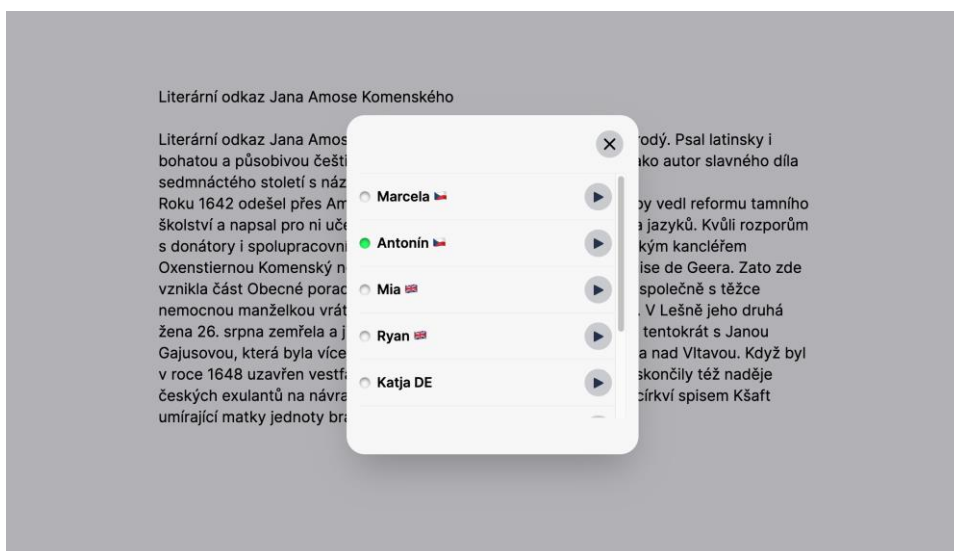 Literární odkaz Jana Amose Komenského
Literární odkaz Jana Amos rodý. Psal latinsky i
bohatou a působivou češti ako autor slavného díla
sedmnáctého století s náz
Roku 1642 odešel přes Am by vedl reformu tamního
školství a napsal pro ni uče a jazyků. Kvůli rozporům
s donátory i spolupracovni kým kancléřem
Oxenstiernou Komenský n ise de Geera. Zato zde
vznikla část Obecné porad společně s těžce
nemocnou manželkou vrát . V Lešně jeho druhá
žena 26. srpna zemřela a j tentokrát s Janou
Gajusovou, která byla více a nad Vltavou. Když byl
v roce 1648 uzavřen vestfá skončily též naděje
českých exulantů na návra církví spisem Kšaft
umírající matky jednoty bra
Marcela
Antonín
Mia
Ryan
Katja DE